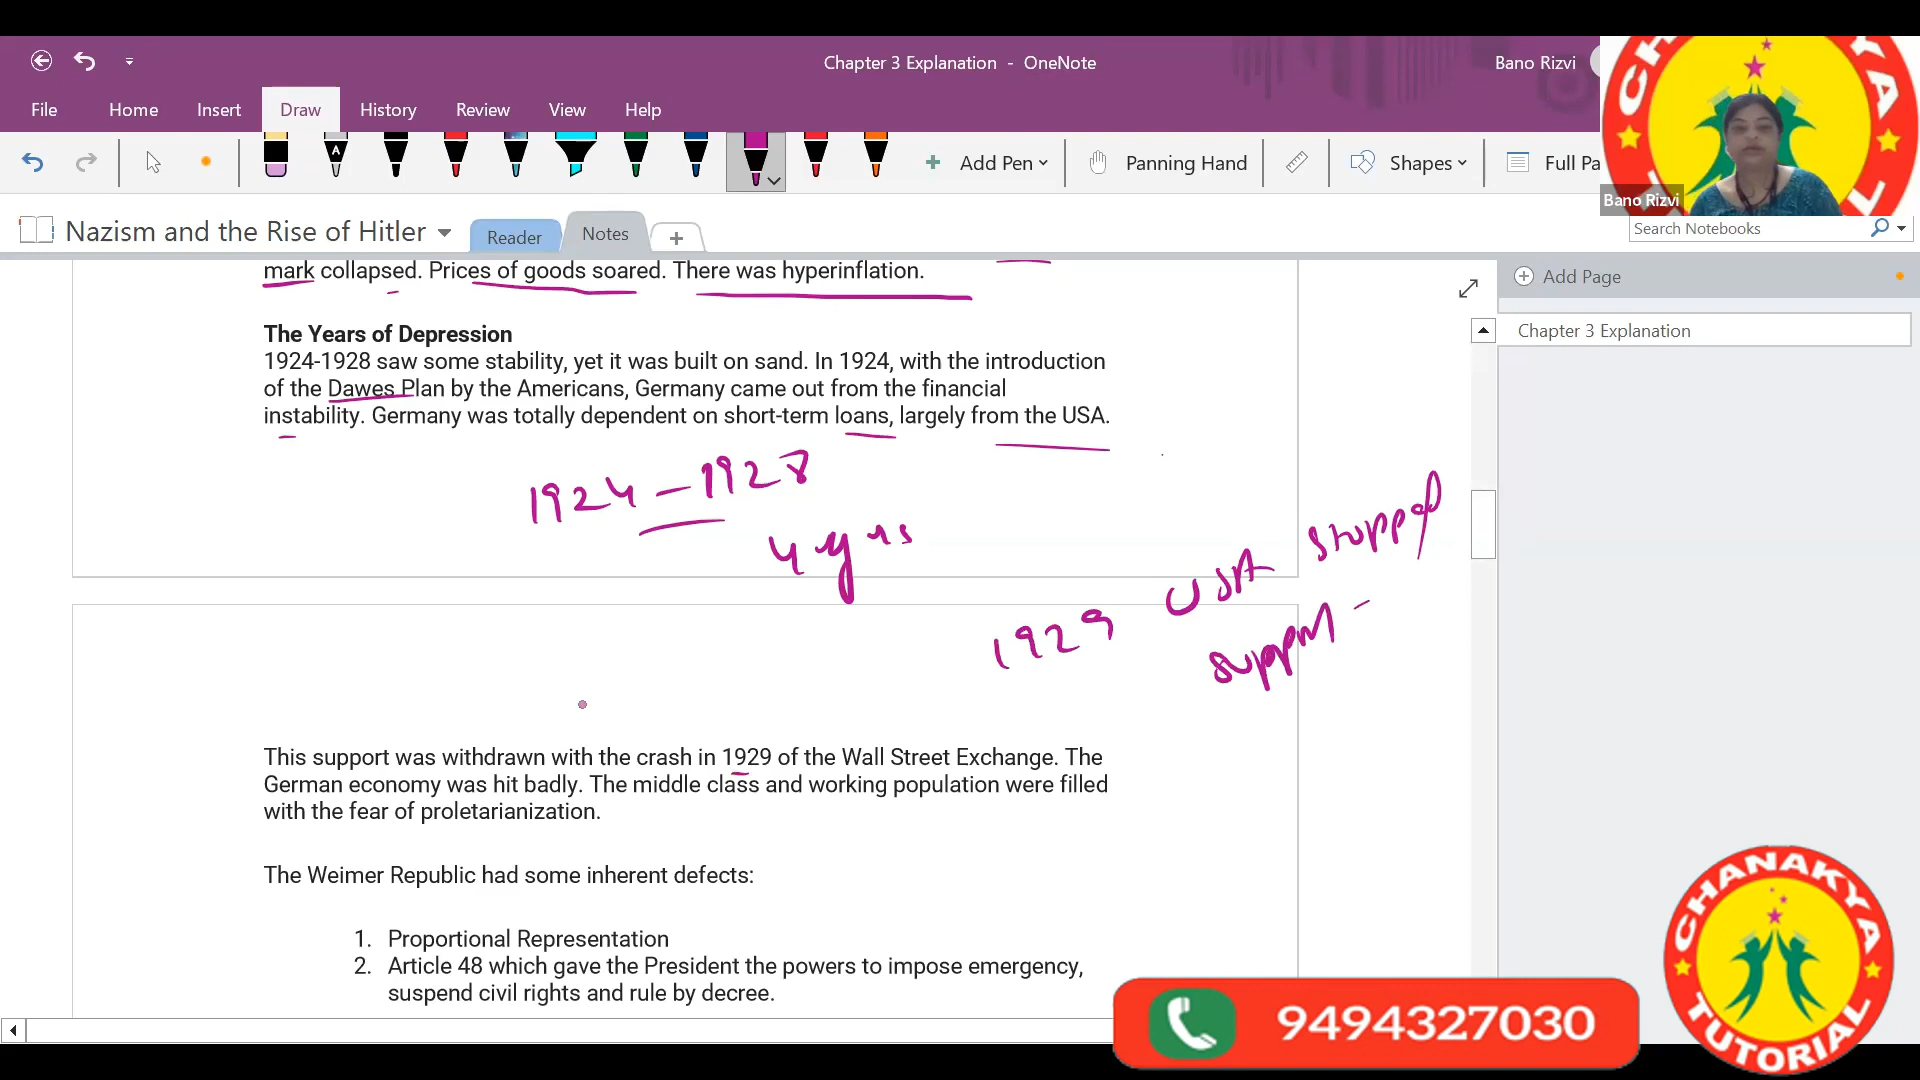 Chapter 3 Explanation - OneNote
Bano Rizvi
File Home Insert Draw History Review View Help
A
Add Pen
Panning Hand
Shapes
Full Pa
Bano Rizvi
Nazism and the Rise of Hitler
Reader
Notes
Search Notebooks
Add Page
Chapter 3 Explanation
mark collapsed. Prices of goods soared. There was hyperinflation.
The Years of Depression
1924-1928 saw some stability, yet it was built on sand. In 1924, with the introduction
of the Dawes Plan by the Americans, Germany came out from the financial
instability. Germany was totally dependent on short-term loans, largely from the USA.
1924 - 1928
4 yrs
1929 USA stopped
support -
This support was withdrawn with the crash in 1929 of the Wall Street Exchange. The
German economy was hit badly. The middle class and working population were filled
with the fear of proletarianization.
The Weimer Republic had some inherent defects:
1. Proportional Representation
2. Article 48 which gave the President the powers to impose emergency,
suspend civil rights and rule by decree.
9494327030
CHANAKYA
TUTORIAL